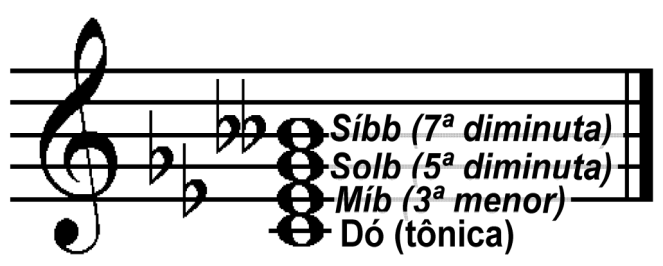 Síbb (7ª diminuta)
Solb (5ª diminuta)
Míb (3ª menor)
Dó (tônica)